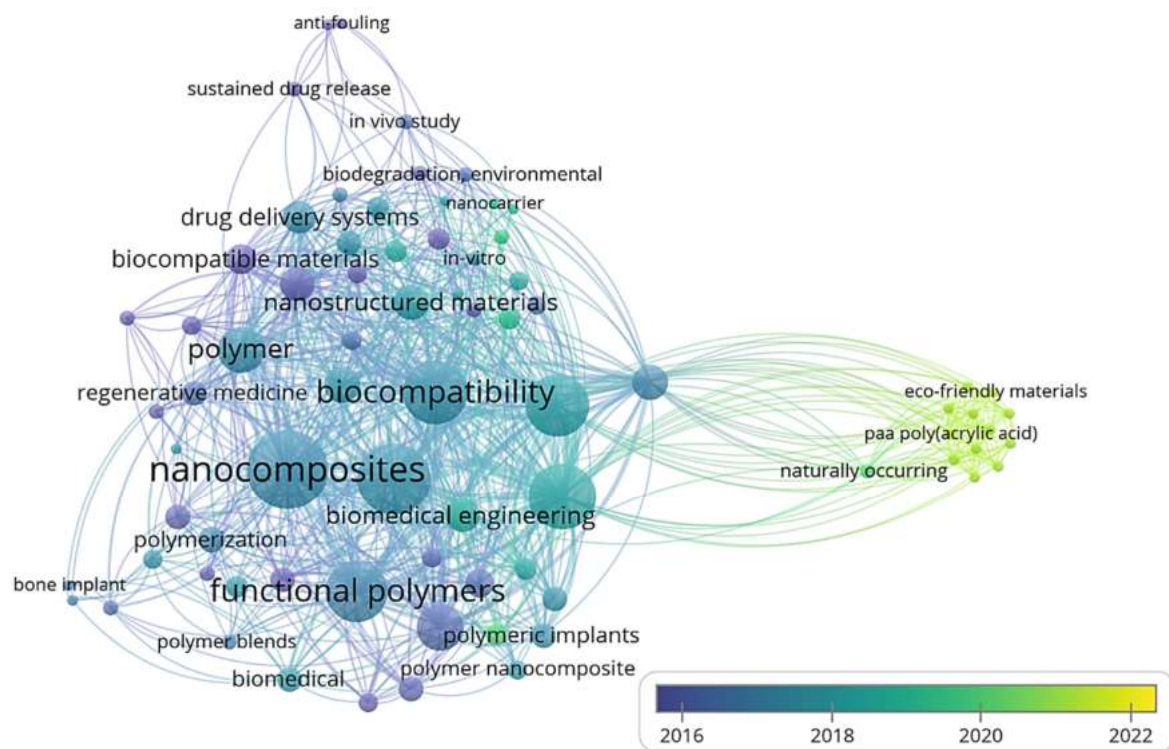 anti-fouling
sustained drug release
in vivo study
biodegradation, environmental
nanocarrier
drug delivery systems
biocompatible materials
in-vitro
nanostructured materials
polymer
regenerative medicine
biocompatibility
eco-friendly materials
paa poly(acrylic acid)
nanocomposites
naturally occurring
biomedical engineering
polymerization
bone implant
functional polymers
polymer blends
polymeric implants
biomedical
polymer nanocomposite
2016 2018 2020 2022